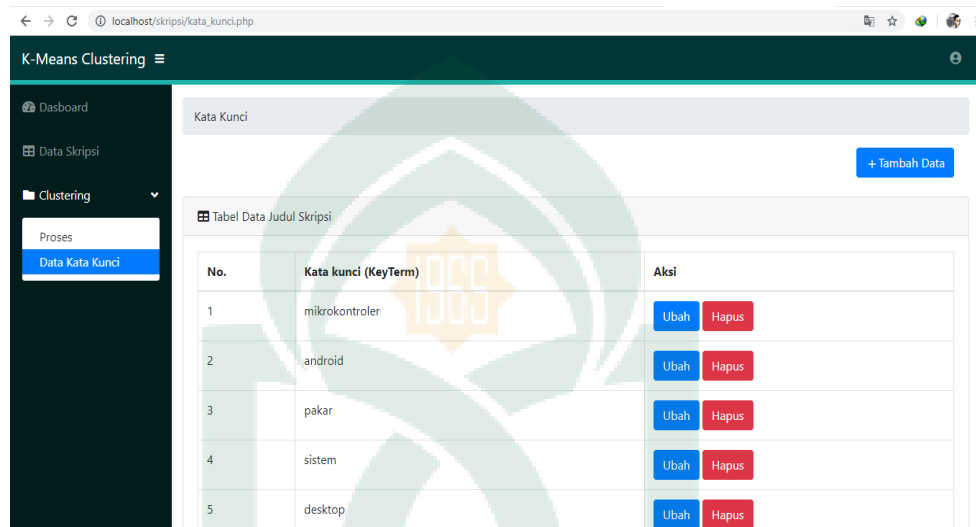 localhost/skripsi/kata_kunci.php
K-Means Clustering
Dasboard
Data Skripsi
Clustering
Proses
Data Kata Kunci
Kata Kunci
+ Tambah Data
Tabel Data Judul Skripsi
No. Kata kunci (KeyTerm) Aksi
1 mikrokontroler Ubah Hapus
2 android Ubah Hapus
3 pakar Ubah Hapus
4 sistem Ubah Hapus
5 desktop Ubah Hapus
1965